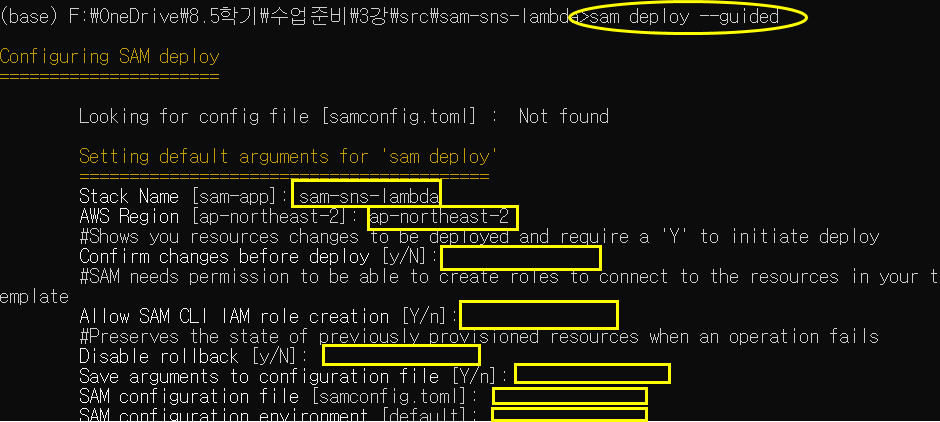 (base) F:\OneDrive\8.5학기\수업준비\3강\src\sam-sns-lambda>sam deploy --guided
Configuring SAM deploy
======================
Looking for config file [samconfig.toml] :  Not found
Setting default arguments for 'sam deploy'
=========================================
Stack Name [sam-app]: sam-sns-lambda
AWS Region [ap-northeast-2]: ap-northeast-2
#Shows you resources changes to be deployed and require a 'Y' to initiate deploy
Confirm changes before deploy [y/N]:
#SAM needs permission to be able to create roles to connect to the resources in your t
emplate
Allow SAM CLI IAM role creation [Y/n]:
#Preserves the state of previously provisioned resources when an operation fails
Disable rollback [y/N]:
Save arguments to configuration file [Y/n]:
SAM configuration file [samconfig.toml]:
SAM configuration environment [default]: